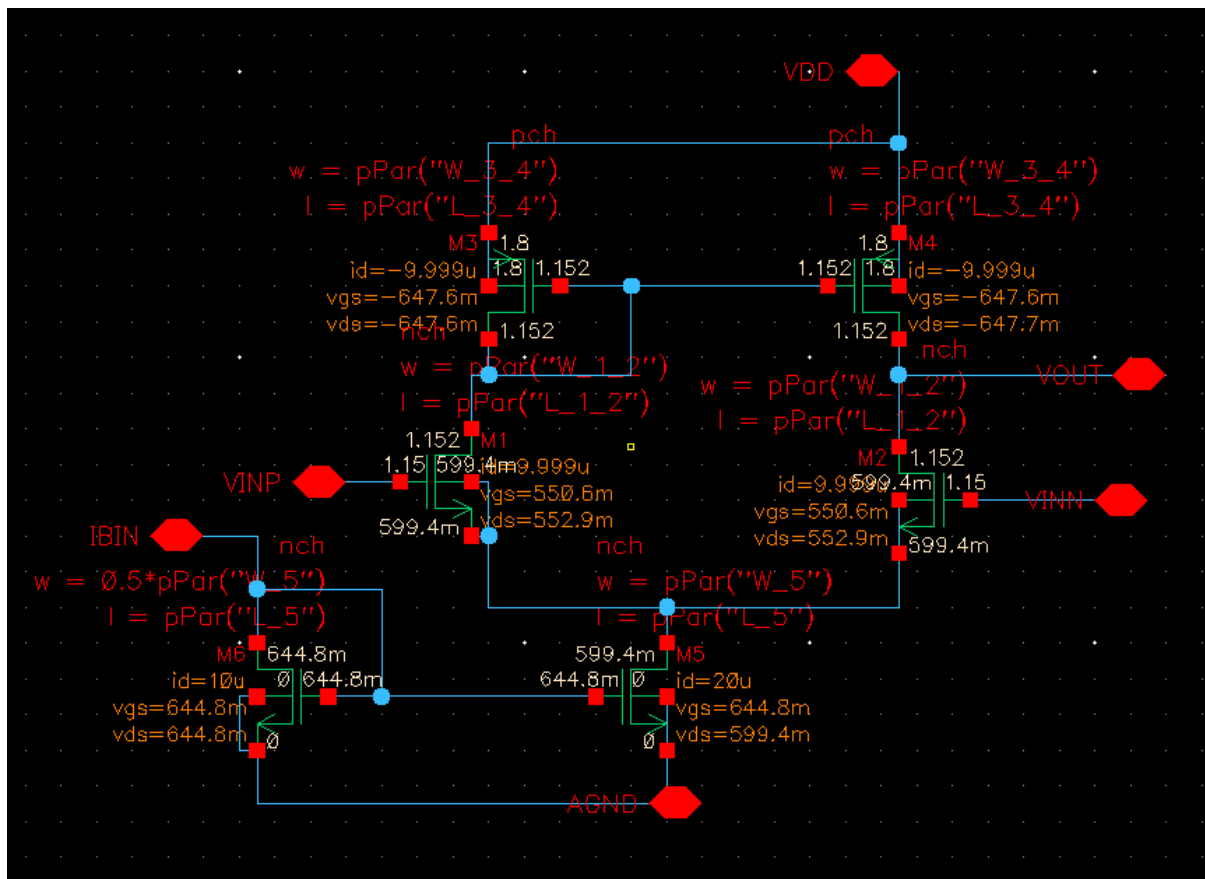 VDD
pch
pch
w = pPar("W_3_4")
l = pPar("L_3_4")
w = pPar("W_3_4")
l = pPar("L_3_4")
M3
1.8
1.8
1.152
id=-9.999u
vgs=-647.6m
vds=-647.6m
1.152
1.8
M4
1.152
1.8
id=-9.999u
vgs=-647.6m
vds=-647.7m
1.152
nch
w = pPar("W_1_2")
l = pPar("L_1_2")
nch
w = pPar("W_1_2")
l = pPar("L_1_2")
VOUT
1.152
M1
VINP
1.15
599.4m
id=9.999u
vgs=550.6m
vds=552.9m
599.4m
M2
1.152
599.4m
1.15
VINN
id=9.999u
vgs=550.6m
vds=552.9m
599.4m
IBIN
nch
w = 0.5*pPar("W_5")
l = pPar("L_5")
nch
w = pPar("W_5")
l = pPar("L_5")
M6
644.8m
0
644.8m
id=10u
vgs=644.8m
vds=644.8m
0
599.4m
M5
644.8m
0
id=20u
vgs=644.8m
vds=599.4m
0
AGND